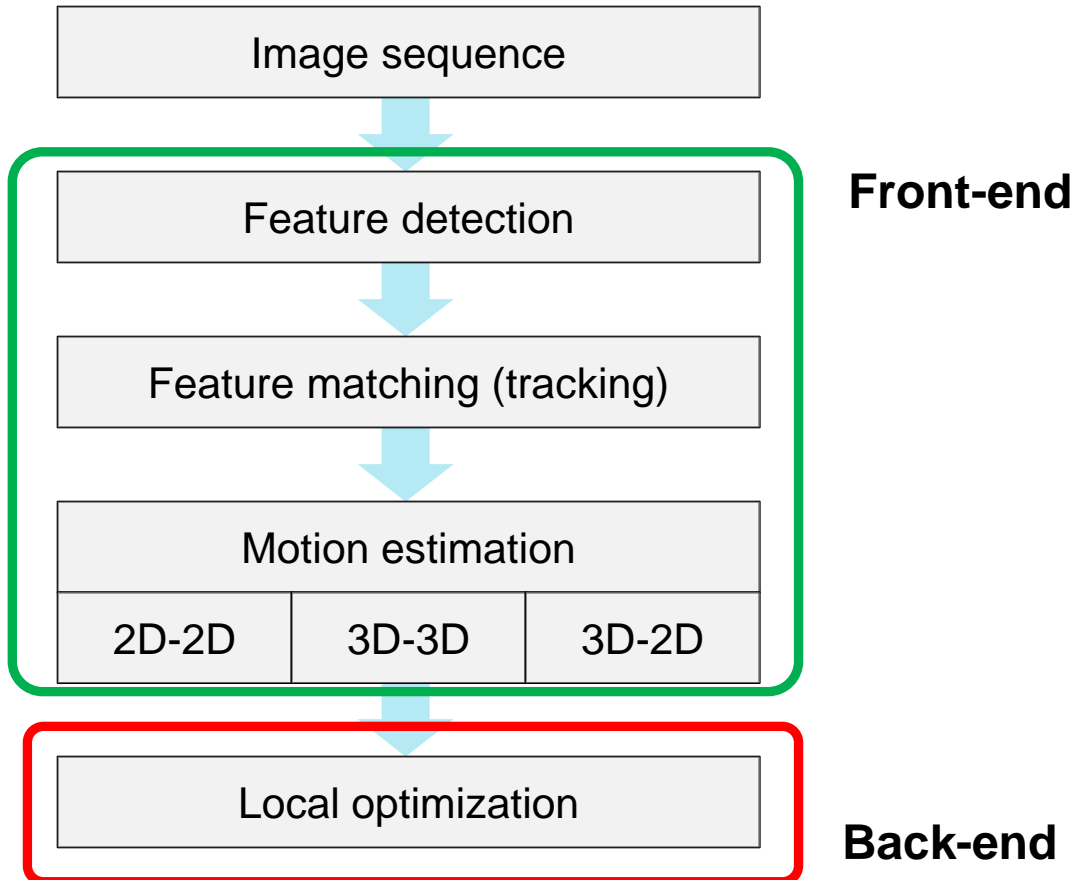 Image sequence
Front-end
Feature detection
Feature matching (tracking)
Motion estimation
2D-2D
3D-3D
3D-2D
Local optimization
Back-end